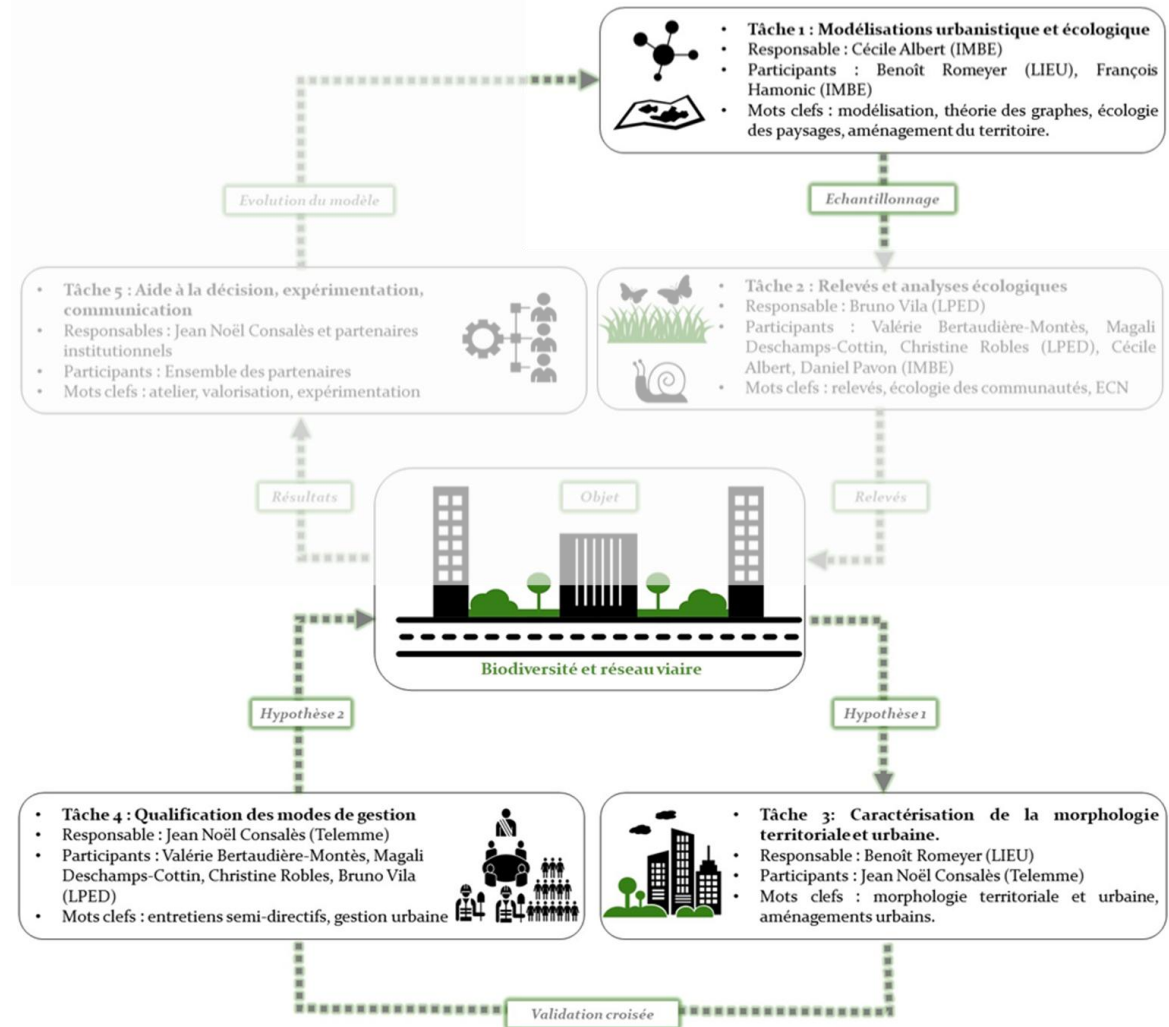 • Tâche 1 : Modélisations urbanistique et écologique
• Responsable : Cécile Albert (IMBE)
• Participants : Benoît Romeyer (LIEU), François
Hamonic (IMBE)
• Mots clefs : modélisation, théorie des graphes, écologie
des paysages, aménagement du territoire.
Evolution du modèle
Echantillonnage
• Tâche 5 : Aide à la décision, expérimentation,
communication
• Responsables : Jean Noël Consalès et partenaires
institutionnels
• Participants : Ensemble des partenaires
• Mots clefs : atelier, valorisation, expérimentation
• Tâche 2 : Relevés et analyses écologiques
• Responsable : Bruno Vila (LPED)
• Participants : Valérie Bertaudière-Montès, Magali
Deschamps-Cottin, Christine Robles (LPED), Cécile
Albert, Daniel Pavon (IMBE)
• Mots clefs : relevés, écologie des communautés, ECN
Résultats
Objet
Relevés
Biodiversité et réseau viaire
Hypothèse 2
Hypothèse 1
• Tâche 4 : Qualification des modes de gestion
• Responsable : Jean Noël Consalès (Telemme)
• Participants : Valérie Bertaudière-Montès, Magali
Deschamps-Cottin, Christine Robles, Bruno Vila
(LPED)
• Mots clefs : entretiens semi-directifs, gestion urbaine
• Tâche 3: Caractérisation de la morphologie
territoriale et urbaine.
• Responsable : Benoît Romeyer (LIEU)
• Participants : Jean Noël Consalès (Telemme)
• Mots clefs : morphologie territoriale et urbaine,
aménagements urbains.
Validation croisée